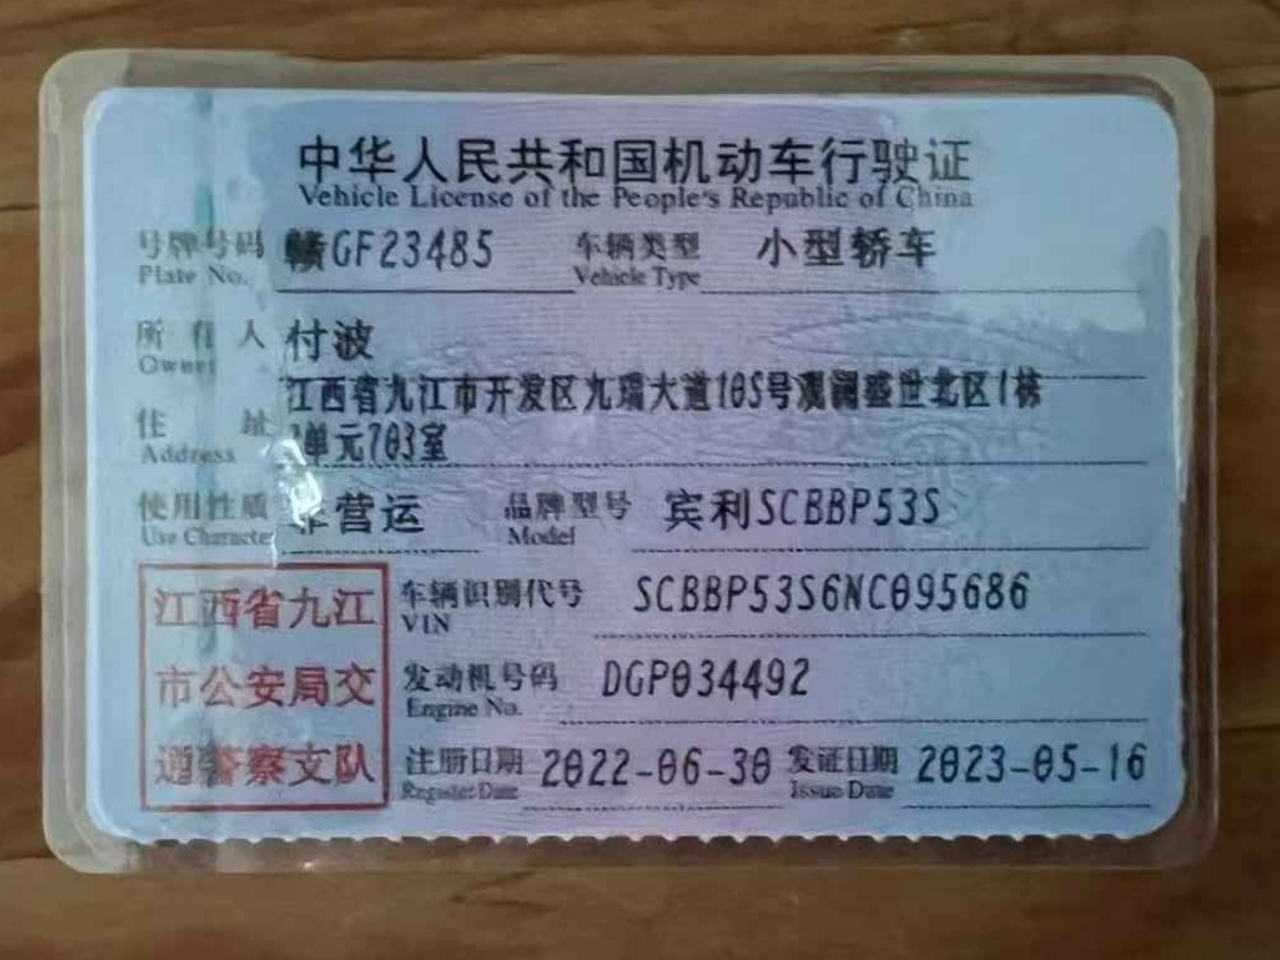 中华人民共和国机动车行驶证
Vehicle License of the People's Republic of China
号牌号码 赣GF23485 车辆类型 小型轿车
Plate No. Vehicle Type
所有人 付波
Owner
江西省九江市开发区九瑞大道105号观澜盛世北区1栋
住址 单元703室
Address
使用性质 非营运 品牌型号 宾利SCBBP53S
Use Character Model
江西省九江
市公安局交
通警察支队
车辆识别代号 SCBBP53S6NC095686
VIN
发动机号码 DGP034492
Engine No.
注册日期 2022-06-30 发证日期 2023-05-16
Register Date Issue Date